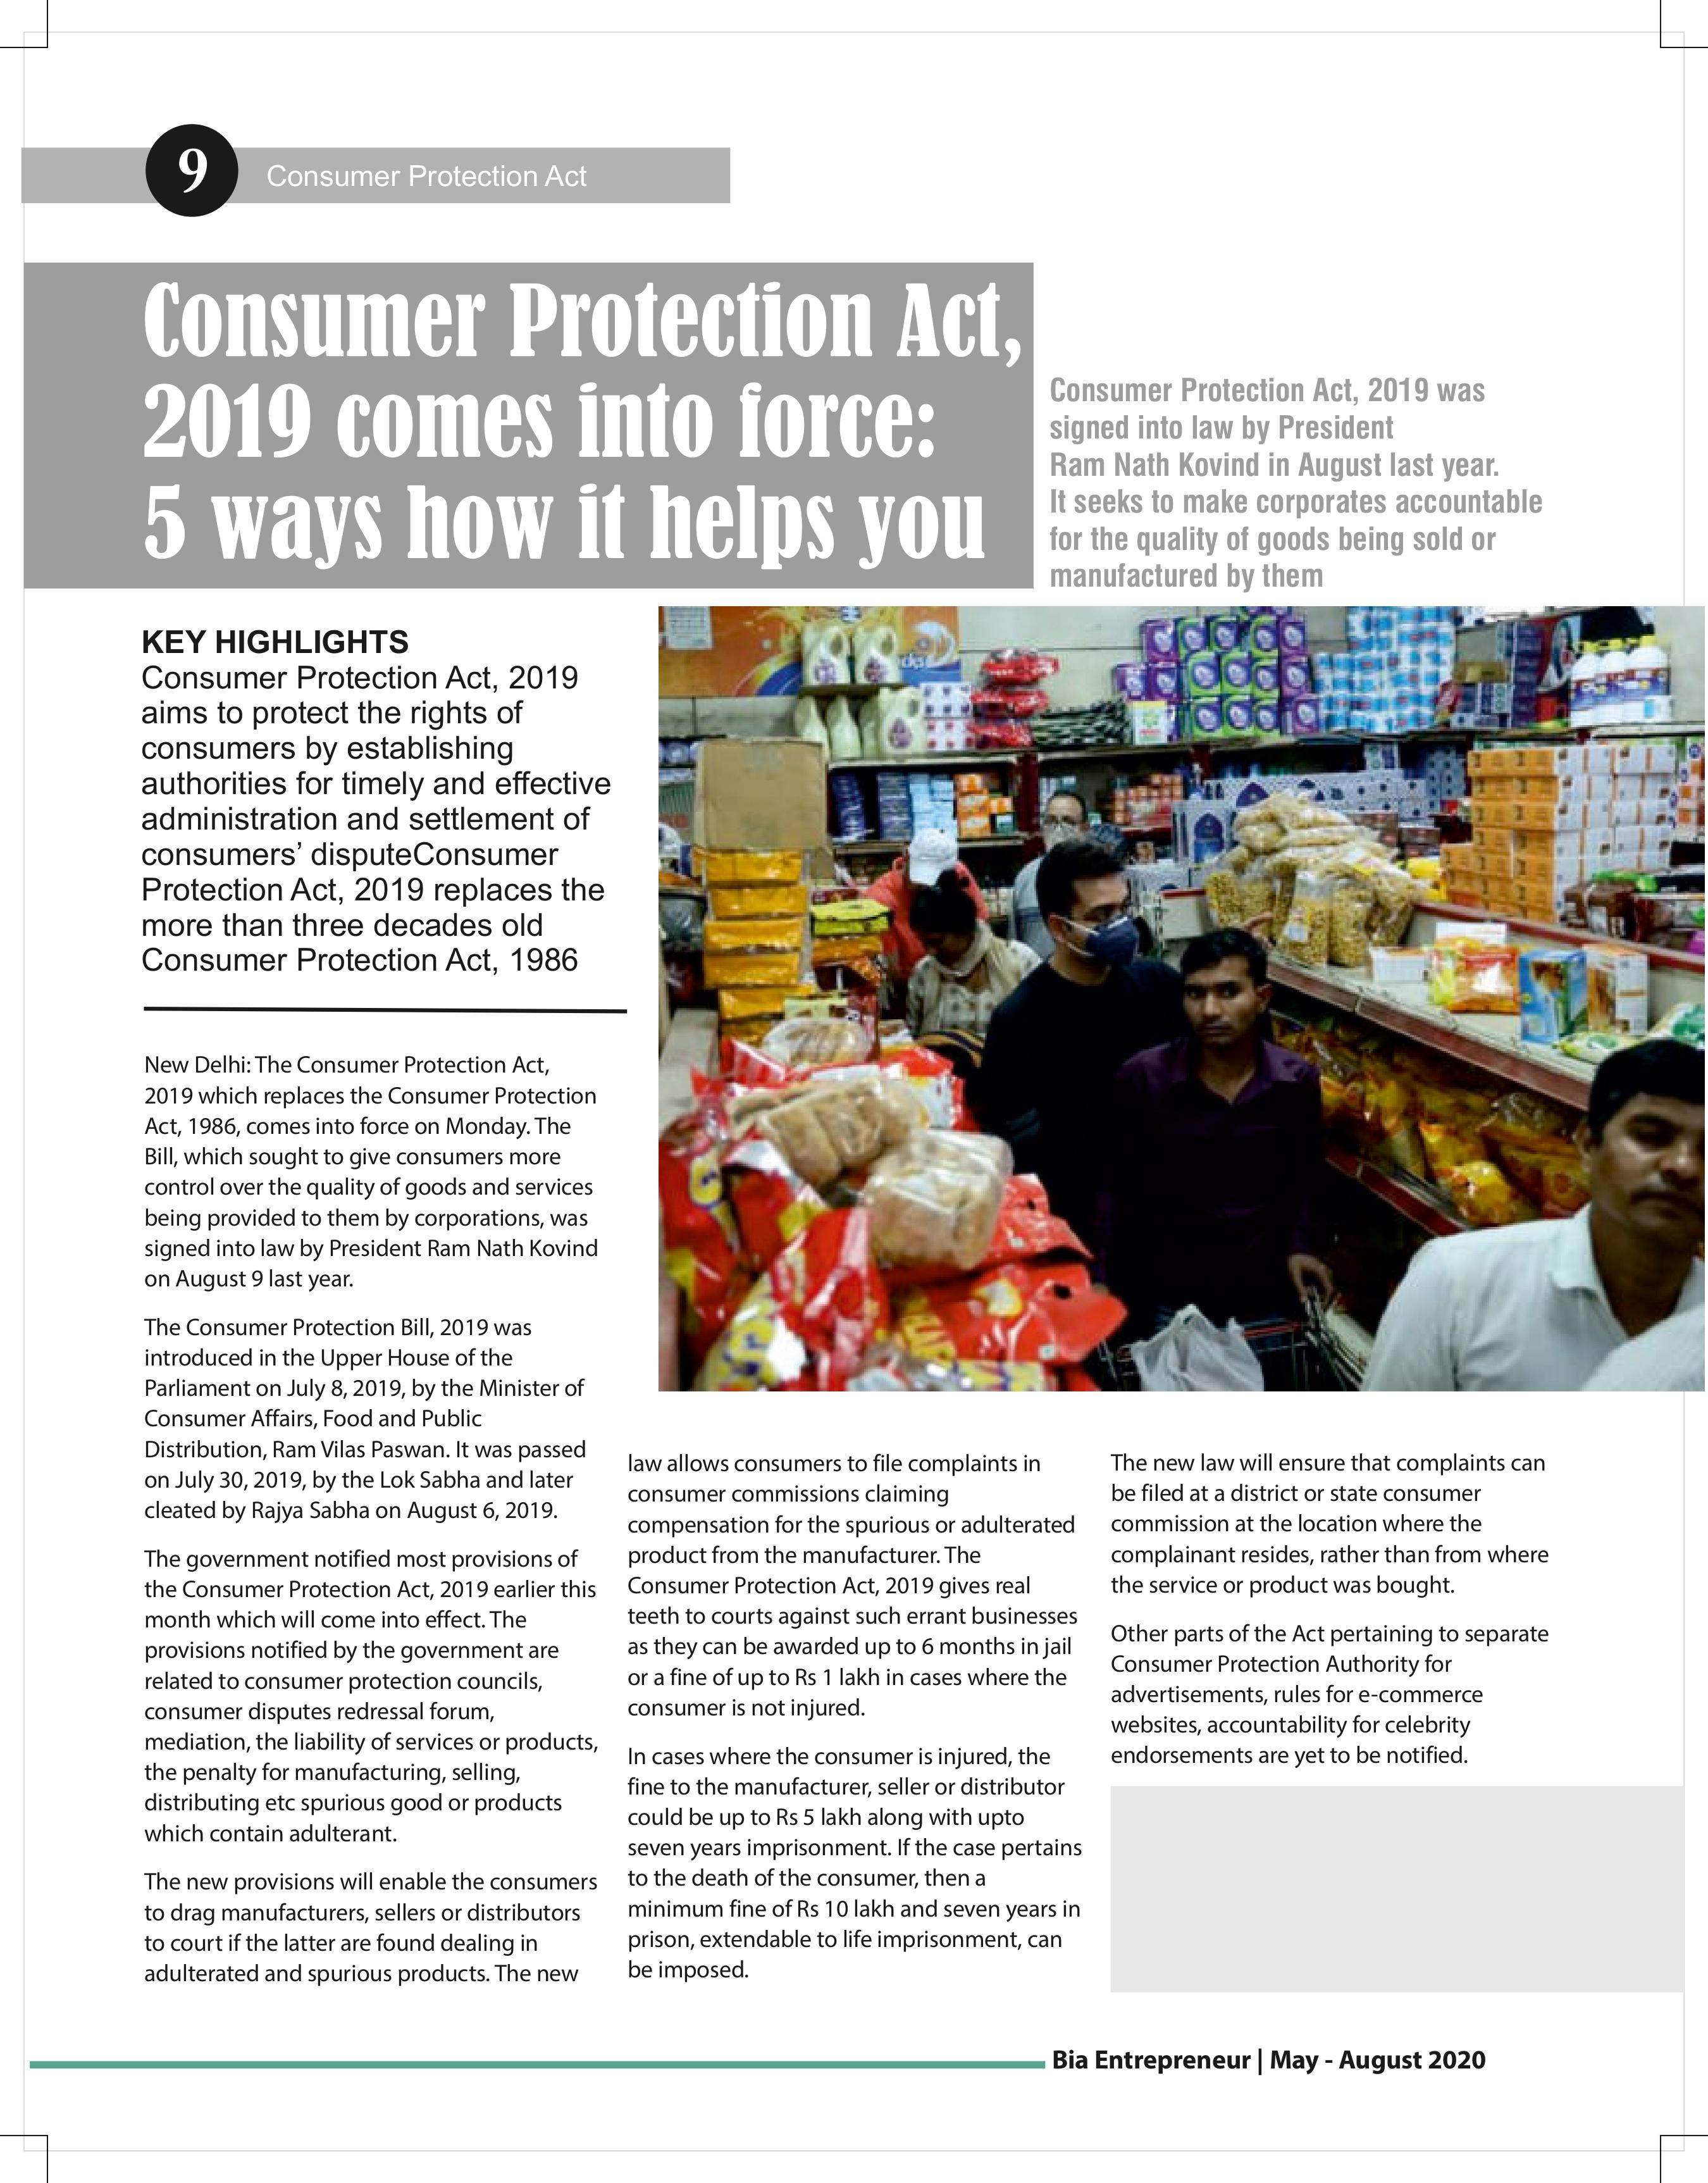 9
Consumer Protection Act
Consumer Protection Act,
2019 comes into force:
5 ways how it helps you
Consumer Protection Act, 2019 was
signed into law by President
Ram Nath Kovind in August last year.
It seeks to make corporates accountable
for the quality of goods being sold or
manufactured by them
KEY HIGHLIGHTS
Consumer Protection Act, 2019
aims to protect the rights of
consumers by establishing
authorities for timely and effective
administration and settlement of
consumers’ disputeConsumer
Protection Act, 2019 replaces the
more than three decades old
Consumer Protection Act, 1986
New Delhi: The Consumer Protection Act,
2019 which replaces the Consumer Protection
Act, 1986, comes into force on Monday. The
Bill, which sought to give consumers more
control over the quality of goods and services
being provided to them by corporations, was
signed into law by President Ram Nath Kovind
on August 9 last year.
The Consumer Protection Bill, 2019 was
introduced in the Upper House of the
Parliament on July 8, 2019, by the Minister of
Consumer Affairs, Food and Public
Distribution, Ram Vilas Paswan. It was passed
on July 30, 2019, by the Lok Sabha and later
cleated by Rajya Sabha on August 6, 2019.
The government notified most provisions of
the Consumer Protection Act, 2019 earlier this
month which will come into effect. The
provisions notified by the government are
related to consumer protection councils,
consumer disputes redressal forum,
mediation, the liability of services or products,
the penalty for manufacturing, selling,
distributing etc spurious good or products
which contain adulterant.
The new provisions will enable the consumers
to drag manufacturers, sellers or distributors
to court if the latter are found dealing in
adulterated and spurious products. The new
law allows consumers to file complaints in
consumer commissions claiming
compensation for the spurious or adulterated
product from the manufacturer. The
Consumer Protection Act, 2019 gives real
teeth to courts against such errant businesses
as they can be awarded up to 6 months in jail
or a fine of up to Rs 1 lakh in cases where the
consumer is not injured.
In cases where the consumer is injured, the
fine to the manufacturer, seller or distributor
could be up to Rs 5 lakh along with upto
seven years imprisonment. If the case pertains
to the death of the consumer, then a
minimum fine of Rs 10 lakh and seven years in
prison, extendable to life imprisonment, can
be imposed.
The new law will ensure that complaints can
be filed at a district or state consumer
commission at the location where the
complainant resides, rather than from where
the service or product was bought.
Other parts of the Act pertaining to separate
Consumer Protection Authority for
advertisements, rules for e-commerce
websites, accountability for celebrity
endorsements are yet to be notified.
Bia Entrepreneur | May - August 2020